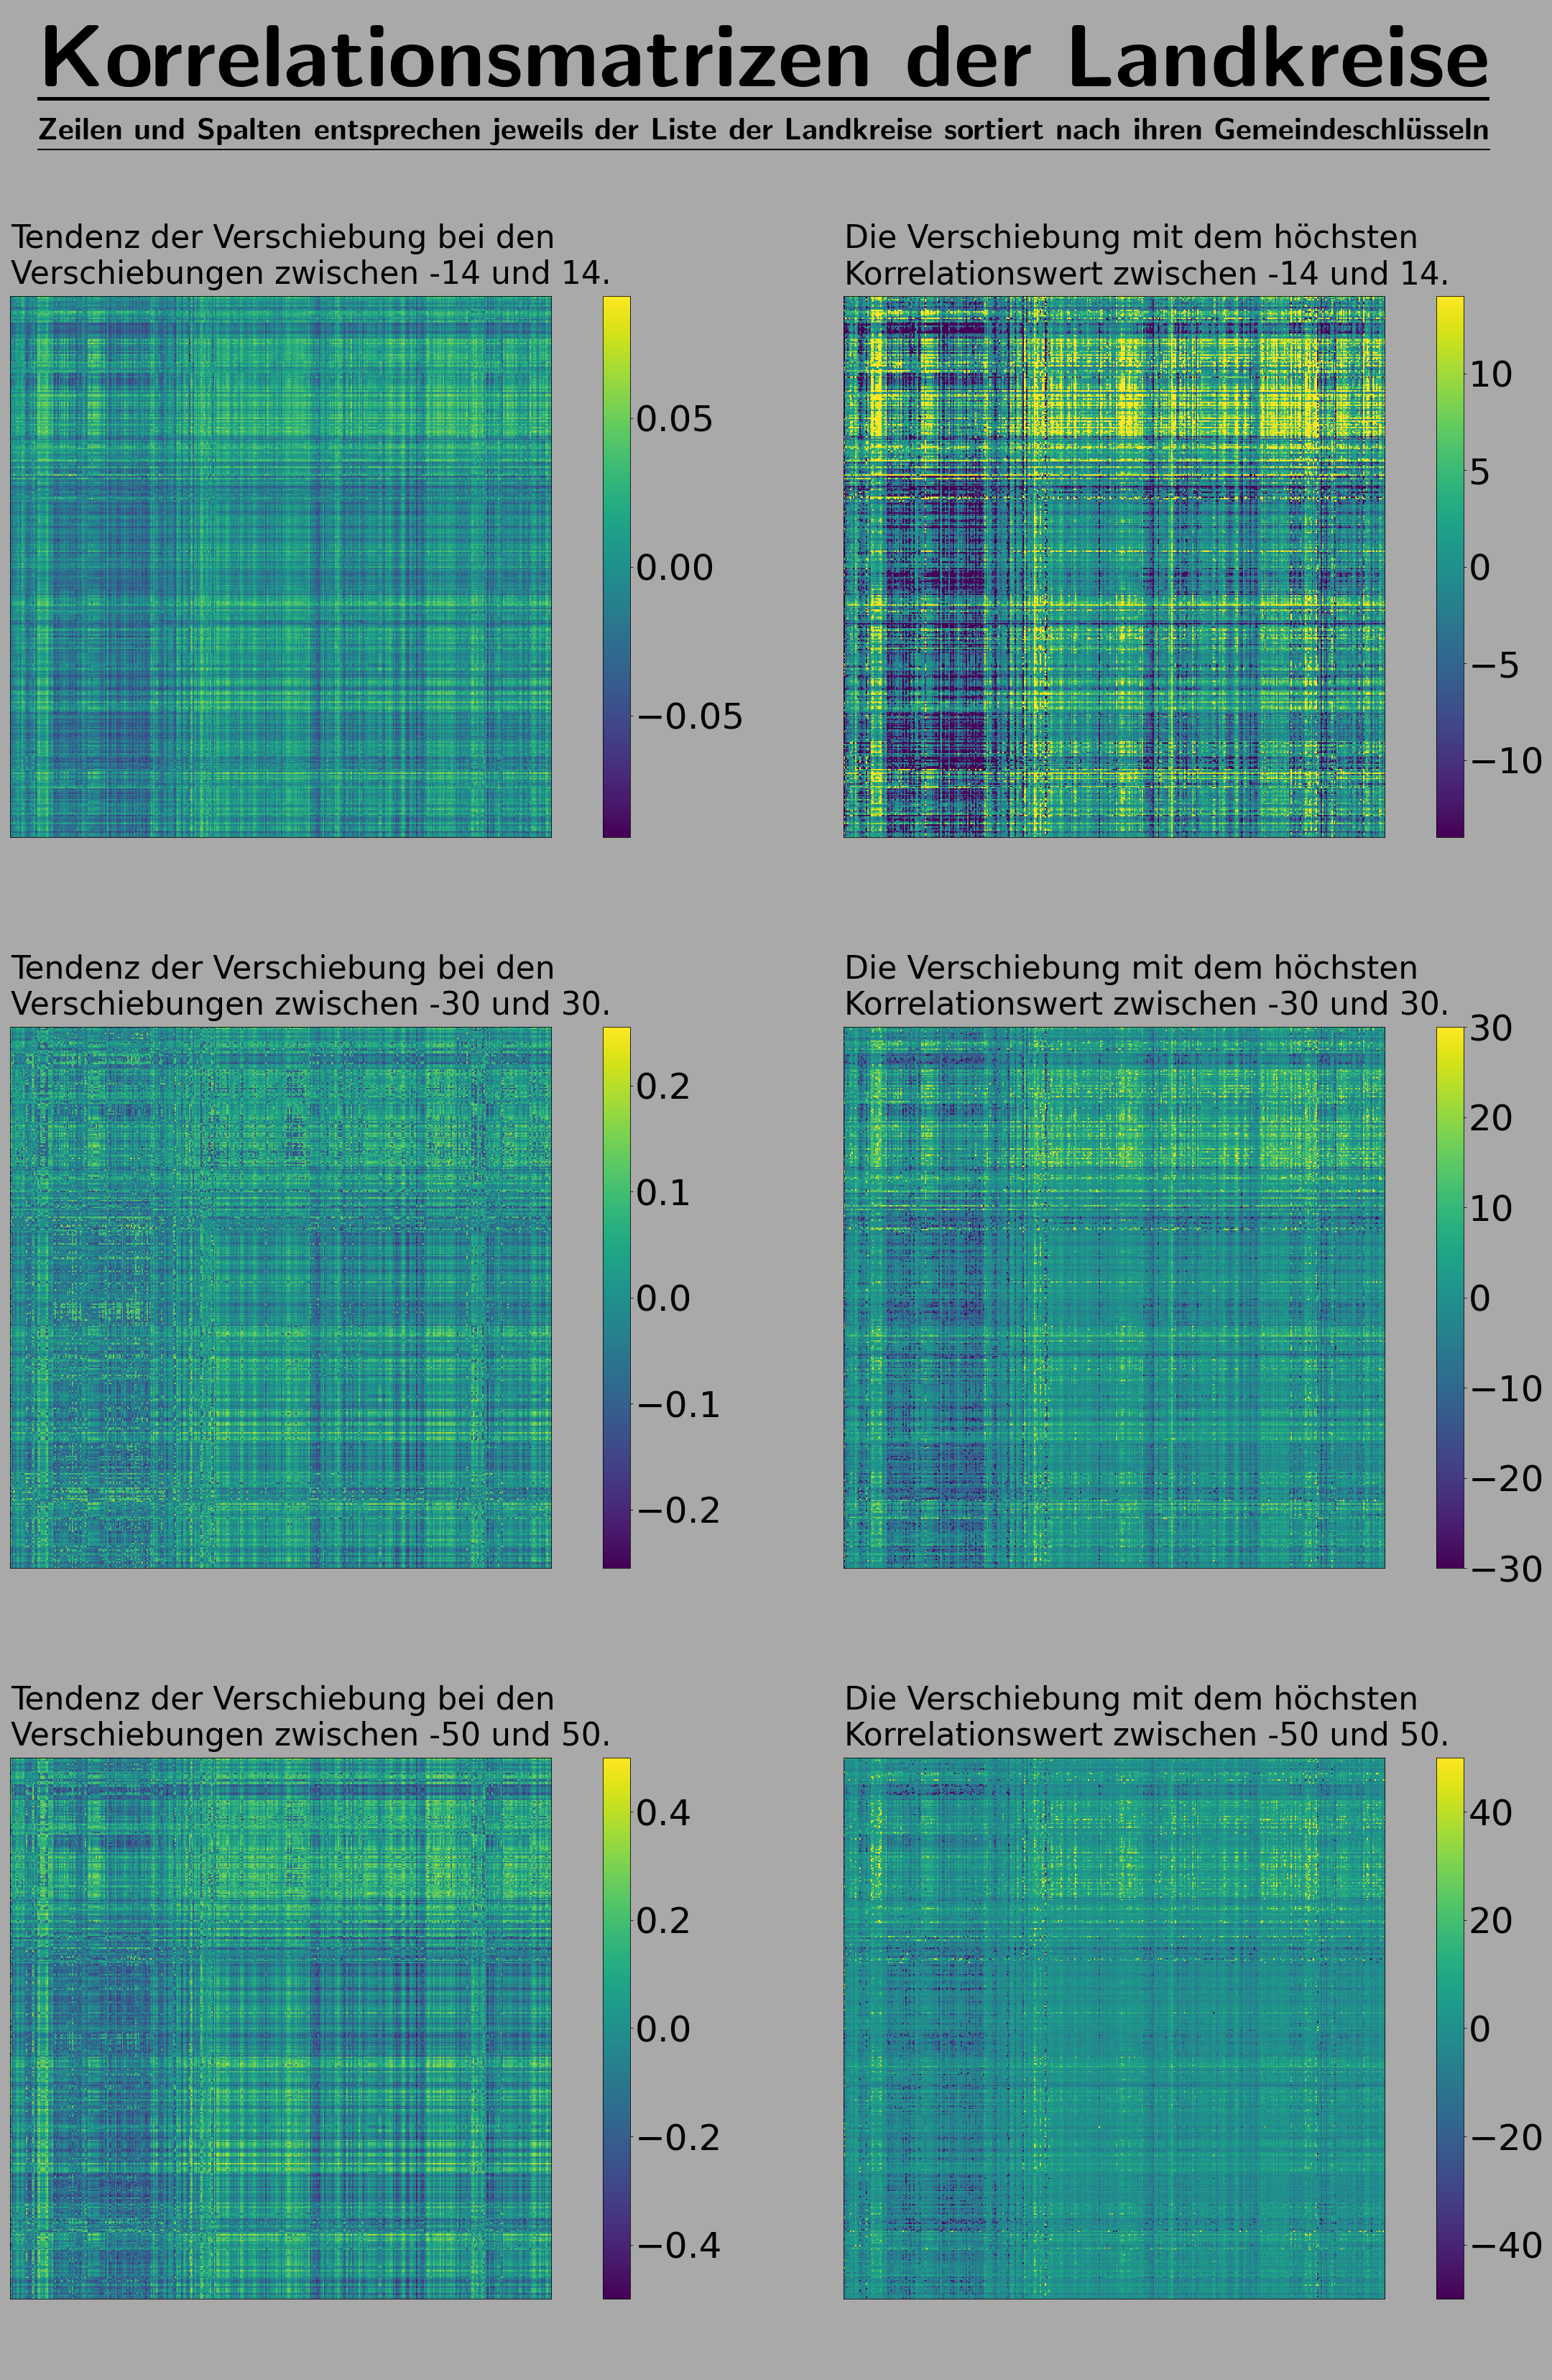 Korrelationsmatrizen der Landkreise
Zeilen und Spalten entsprechen jeweils der Liste der Landkreise sortiert nach ihren Gemeindeschlüsseln
Tendenz der Verschiebung bei den
Verschiebungen zwischen -14 und 14.
0.05
0.00
−0.05
Die Verschiebung mit dem höchsten
Korrelationswert zwischen -14 und 14.
10
5
0
−5
−10
Tendenz der Verschiebung bei den
Verschiebungen zwischen -30 und 30.
0.2
0.1
0.0
−0.1
−0.2
Die Verschiebung mit dem höchsten
Korrelationswert zwischen -30 und 30.
30
20
10
0
−10
−20
−30
Tendenz der Verschiebung bei den
Verschiebungen zwischen -50 und 50.
0.4
0.2
0.0
−0.2
−0.4
Die Verschiebung mit dem höchsten
Korrelationswert zwischen -50 und 50.
40
20
0
−20
−40